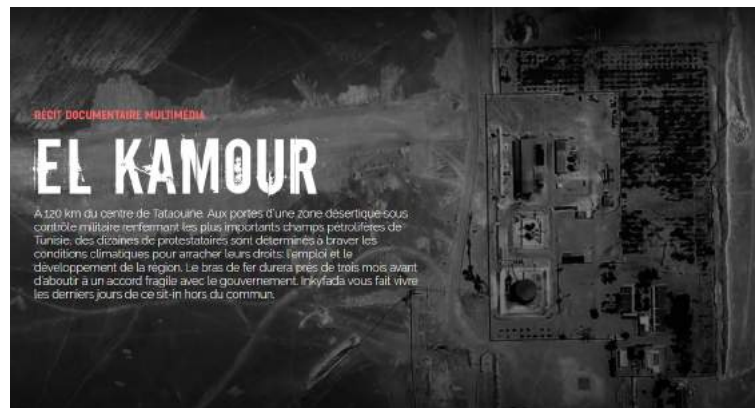 RÉCIT DOCUMENTAIRE MULTIMÉDIA
EL KAMOUR
À 120 km du centre de Tataouine. Aux portes d'une zone désertique sous
contrôle militaire renfermant les plus importants champs pétrolifères de
Tunisie, des dizaines de protestataires sont déterminés à braver les
conditions climatiques pour arracher leurs droits: l'emploi et le
développement de la région. Le bras de fer durera près de trois mois avant
d'aboutir à un accord fragile avec le gouvernement. Inkyfada vous fait vivre
les derniers jours de ce sit-in hors du commun.